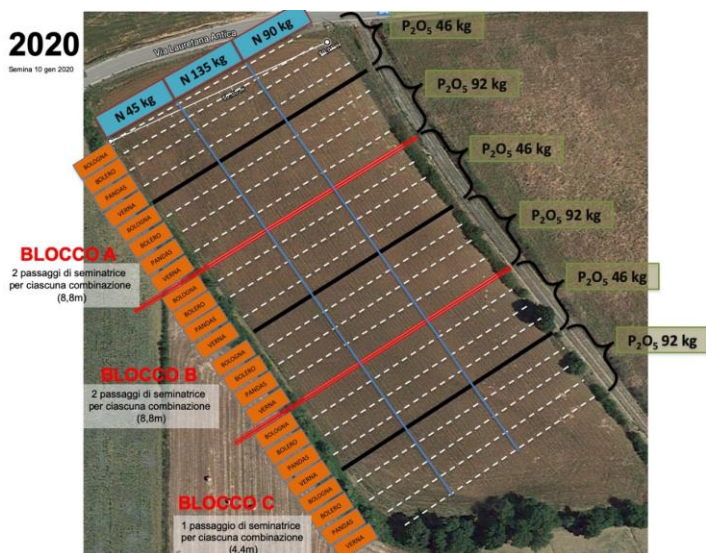 2020
Semina 10 gen 2020
Via Lauretana Antica
N 45 kg
N 135 kg
N 90 kg
P₂O₅ 46 kg
P₂O₅ 92 kg
P₂O₅ 46 kg
P₂O₅ 92 kg
P₂O₅ 46 kg
P₂O₅ 92 kg
BOLOGNA
BOLERO
PANDAS
VERNA
BOLOGNA
BOLERO
PANDAS
VERNA
BOLOGNA
BOLERO
PANDAS
VERNA
BOLOGNA
BOLERO
PANDAS
VERNA
BOLOGNA
BOLERO
PANDAS
VERNA
BOLOGNA
BOLERO
PANDAS
VERNA
BLOCCO A
2 passaggi di seminatrice
per ciascuna combinazione
(8,8m)
BLOCCO B
2 passaggi di seminatrice
per ciascuna combinazione
(8,8m)
BLOCCO C
1 passaggio di seminatrice
per ciascuna combinazione
(4,4m)